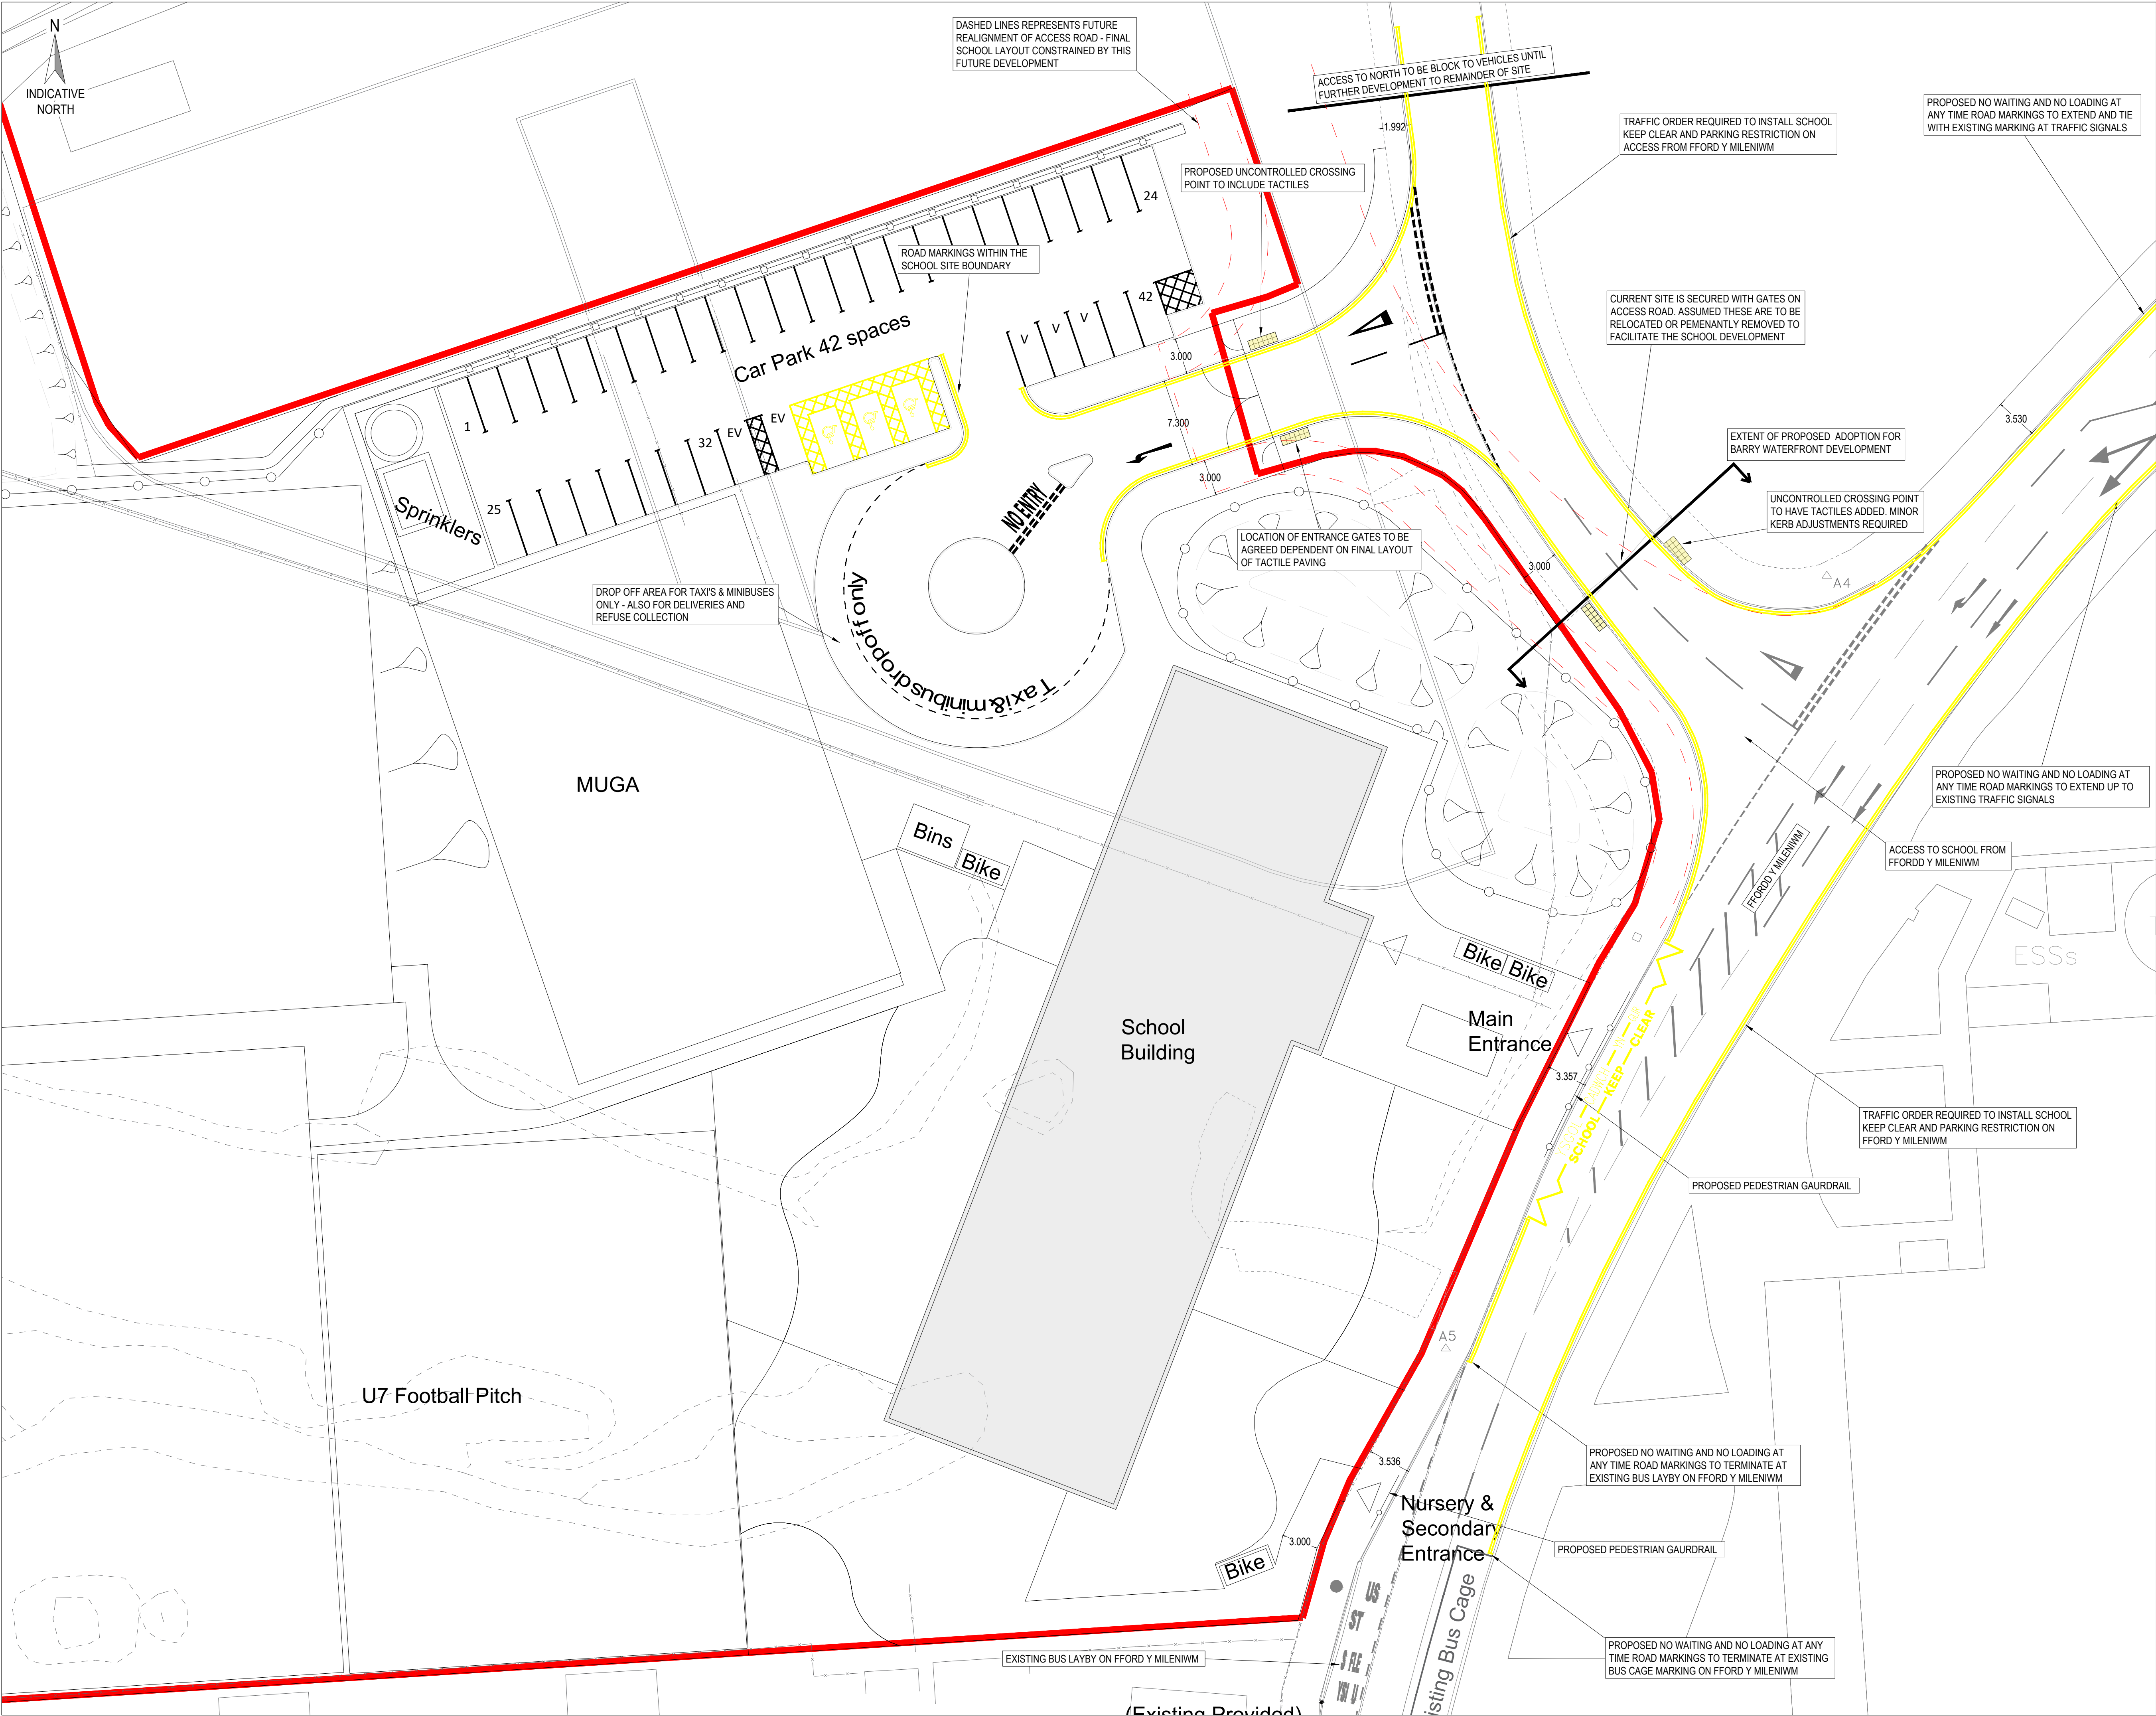 N
INDICATIVE
NORTH
DASHED LINES REPRESENTS FUTURE
REALIGNMENT OF ACCESS ROAD - FINAL
SCHOOL LAYOUT CONSTRAINED BY THIS
FUTURE DEVELOPMENT
ACCESS TO NORTH TO BE BLOCK TO VEHICLES UNTIL
FURTHER DEVELOPMENT TO REMAINDER OF SITE
1.992
TRAFFIC ORDER REQUIRED TO INSTALL SCHOOL
KEEP CLEAR AND PARKING RESTRICTION ON
ACCESS FROM FFORD Y MILENIWM
PROPOSED NO WAITING AND NO LOADING AT
ANY TIME ROAD MARKINGS TO EXTEND AND TIE
WITH EXISTING MARKING AT TRAFFIC SIGNALS
PROPOSED UNCONTROLLED CROSSING
POINT TO INCLUDE TACTILES
24
ROAD MARKINGS WITHIN THE
SCHOOL SITE BOUNDARY
42
V
V
V
Car Park 42 spaces
3.000
CURRENT SITE IS SECURED WITH GATES ON
ACCESS ROAD. ASSUMED THESE ARE TO BE
RELOCATED OR PEMENANTLY REMOVED TO
FACILITATE THE SCHOOL DEVELOPMENT
1
32
EV
EV
7.300
3.530
EXTENT OF PROPOSED ADOPTION FOR
BARRY WATERFRONT DEVELOPMENT
3.000
25
Sprinklers
NO ENTRY
UNCONTROLLED CROSSING POINT
TO HAVE TACTILES ADDED. MINOR
KERB ADJUSTMENTS REQUIRED
LOCATION OF ENTRANCE GATES TO BE
AGREED DEPENDENT ON FINAL LAYOUT
OF TACTILE PAVING
3.000
A4
DROP OFF AREA FOR TAXI'S & MINIBUSES
ONLY - ALSO FOR DELIVERIES AND
REFUSE COLLECTION
Taxi & minibus drop off only
MUGA
PROPOSED NO WAITING AND NO LOADING AT
ANY TIME ROAD MARKINGS TO EXTEND UP TO
EXISTING TRAFFIC SIGNALS
Bins
Bike
FFORDD Y MILENIWM
ACCESS TO SCHOOL FROM
FFORDD Y MILENIWM
Bike
Bike
ESSs
School
Building
Main
Entrance
SCHOOL KEEP CLEAR
3.357
TRAFFIC ORDER REQUIRED TO INSTALL SCHOOL
KEEP CLEAR AND PARKING RESTRICTION ON
FFORD Y MILENIWM
PROPOSED PEDESTRIAN GAURDRAIL
A5
U7 Football Pitch
3.536
PROPOSED NO WAITING AND NO LOADING AT
ANY TIME ROAD MARKINGS TO TERMINATE AT
EXISTING BUS LAYBY ON FFORD Y MILENIWM
Nursery &
Secondary
Entrance
3.000
PROPOSED PEDESTRIAN GAURDRAIL
Bike
EXISTING BUS LAYBY ON FFORD Y MILENIWM
Bus Cage
PROPOSED NO WAITING AND NO LOADING AT ANY
TIME ROAD MARKINGS TO TERMINATE AT EXISTING
BUS CAGE MARKING ON FFORD Y MILENIWM
(Existing Provided)